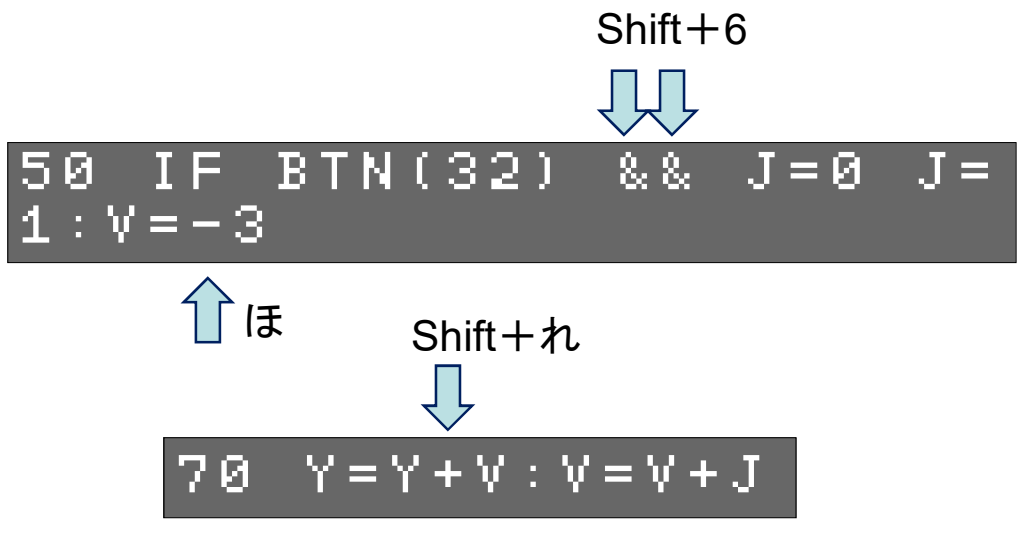 Shift＋6
50 IF BTN(32) && J=0 J=
1:V=-3
ほ
Shift＋れ
70 Y=Y+V:V=V+J